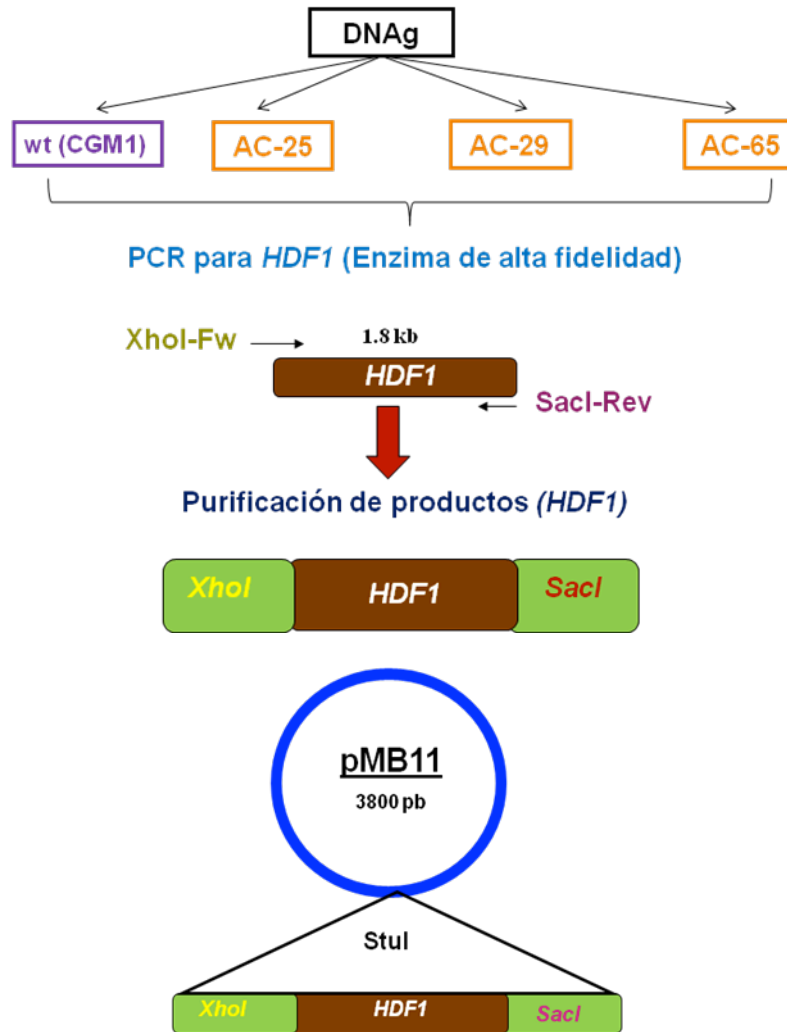 DNAg
wt (CGM1)
AC-25
AC-29
AC-65
PCR para HDF1 (Enzima de alta fidelidad)
XhoI-Fw
1.8 kb
HDF1
SacI-Rev
Purificación de productos (HDF1)
XhoI
HDF1
SacI
pMB11
3800 pb
StuI
XhoI
HDF1
SacI